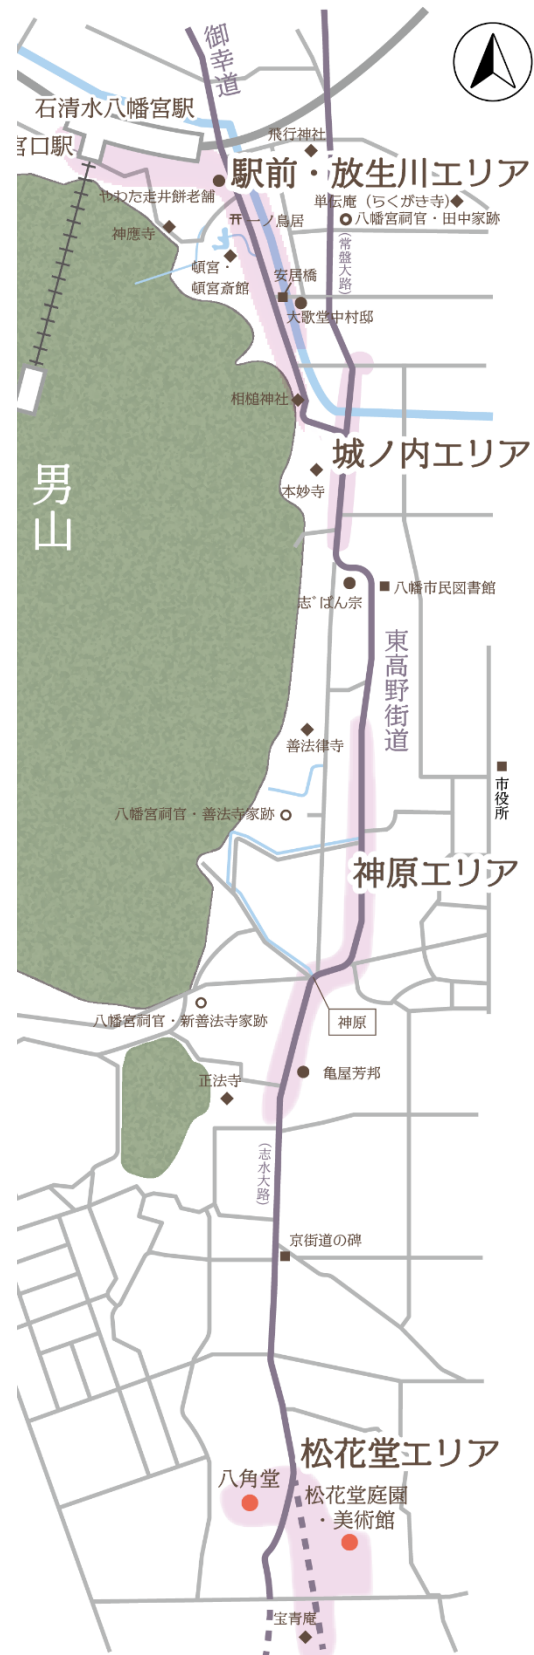 御幸道
石清水八幡宮駅
宮口駅
飛行神社
駅前・放生川エリア
やわた走井餅老舗
単伝庵（らくがき寺）
一ノ鳥居
八幡宮祠官・田中家跡
神應寺
（常盤大路）
頓宮・
頓宮斎館
安居橋
大歌堂中村邸
相槌神社
城ノ内エリア
男山
本妙寺
八幡市民図書館
志ばん宗
東高野街道
善法律寺
市役所
八幡宮祠官・善法寺家跡
神原エリア
八幡宮祠官・新善法寺家跡
神原
正法寺
亀屋芳邦
（志水大路）
京街道の碑
松花堂エリア
八角堂
松花堂庭園
・美術館
宝青庵